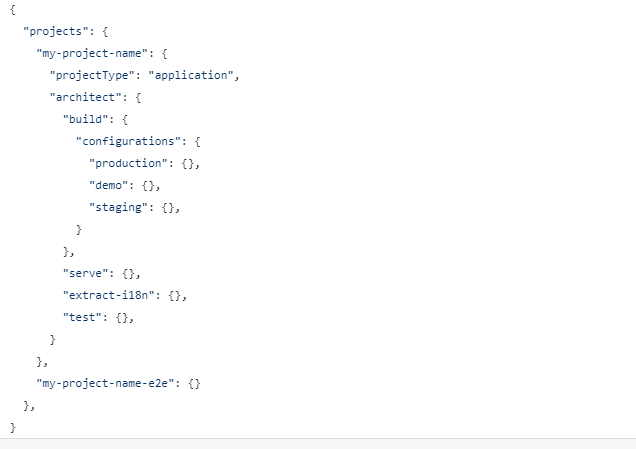 {
  "projects": {
    "my-project-name": {
      "projectType": "application",
      "architect": {
        "build": {
          "configurations": {
            "production": {},
            "demo": {},
            "staging": {},
          }
        },
        "serve": {},
        "extract-i18n": {},
        "test": {},
      }
    },
    "my-project-name-e2e": {}
  },
}